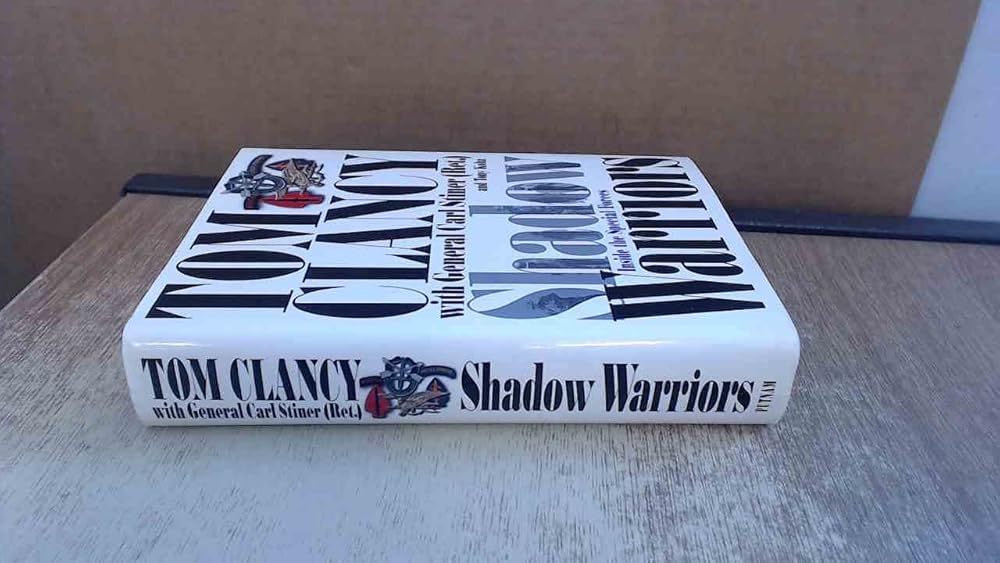 TOM
CLANCY
with General Carl Stiner (Ret.)
and Tony Koltz
Shadow
Warriors
Inside the Special Forces
TOM CLANCY
with General Carl Stiner (Ret.)
Shadow Warriors
PUTNAM